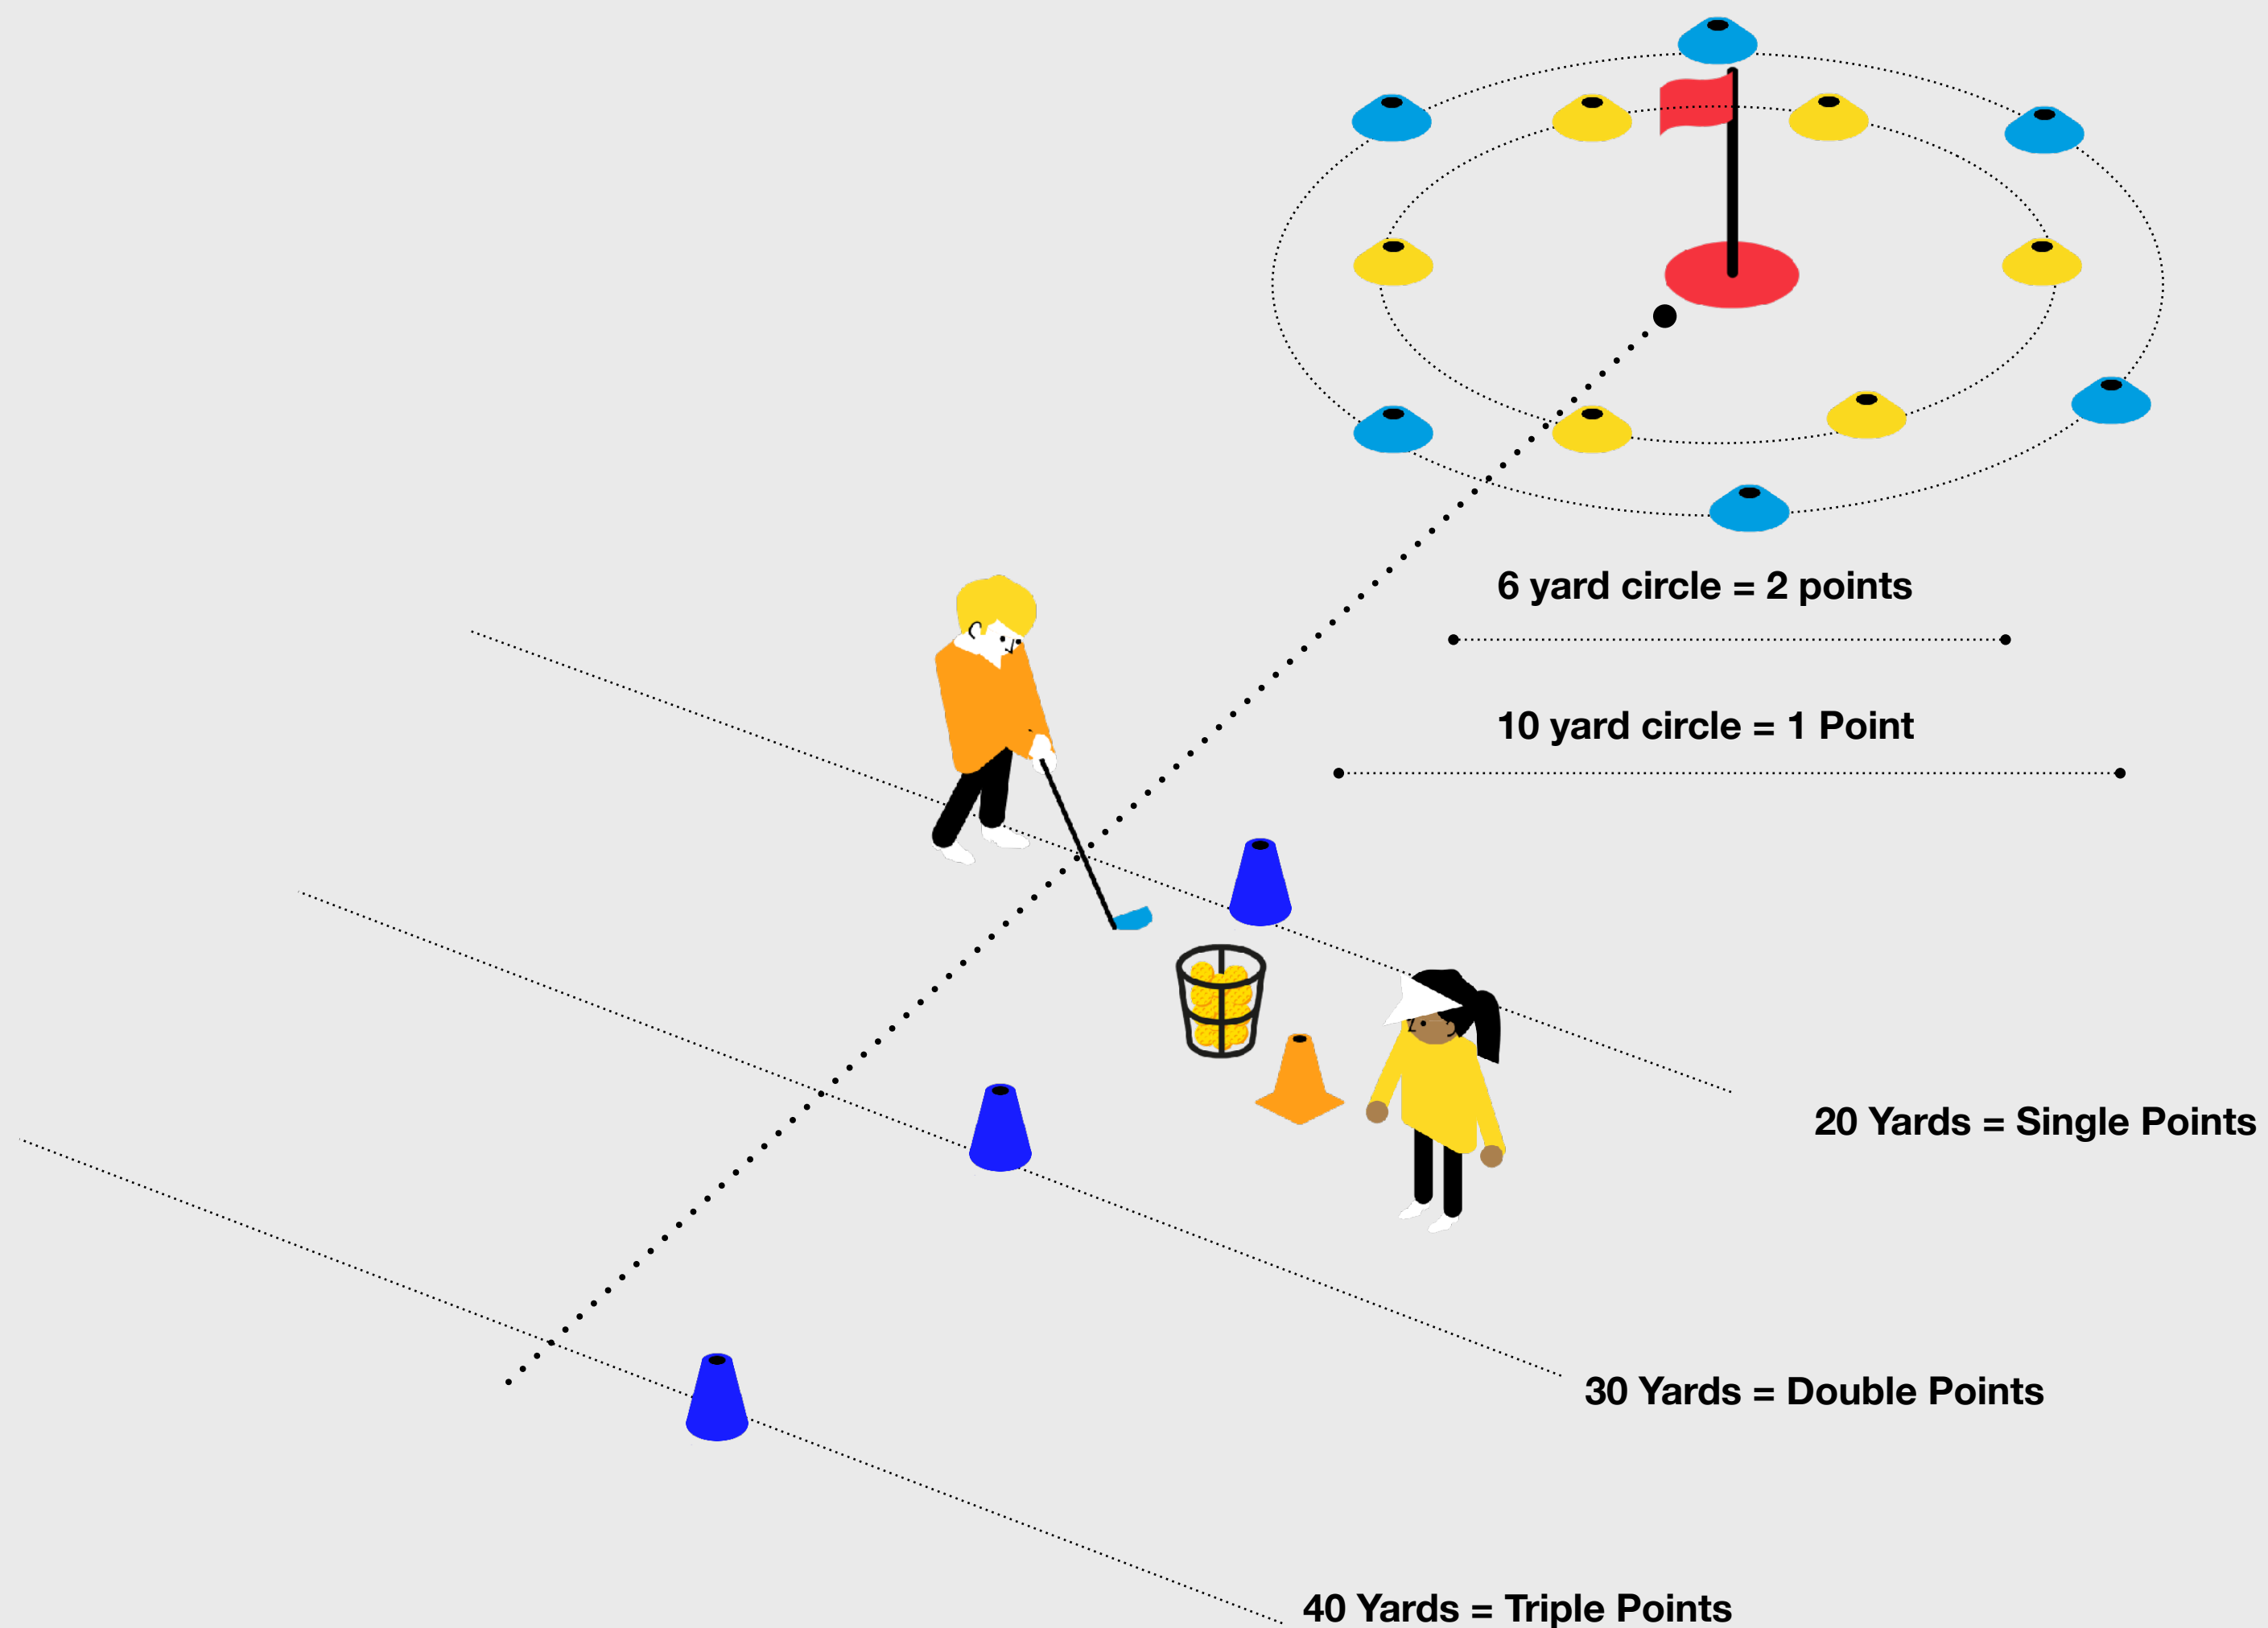 6 yard circle = 2 points
10 yard circle = 1 Point
20 Yards = Single Points
30 Yards = Double Points
40 Yards = Triple Points